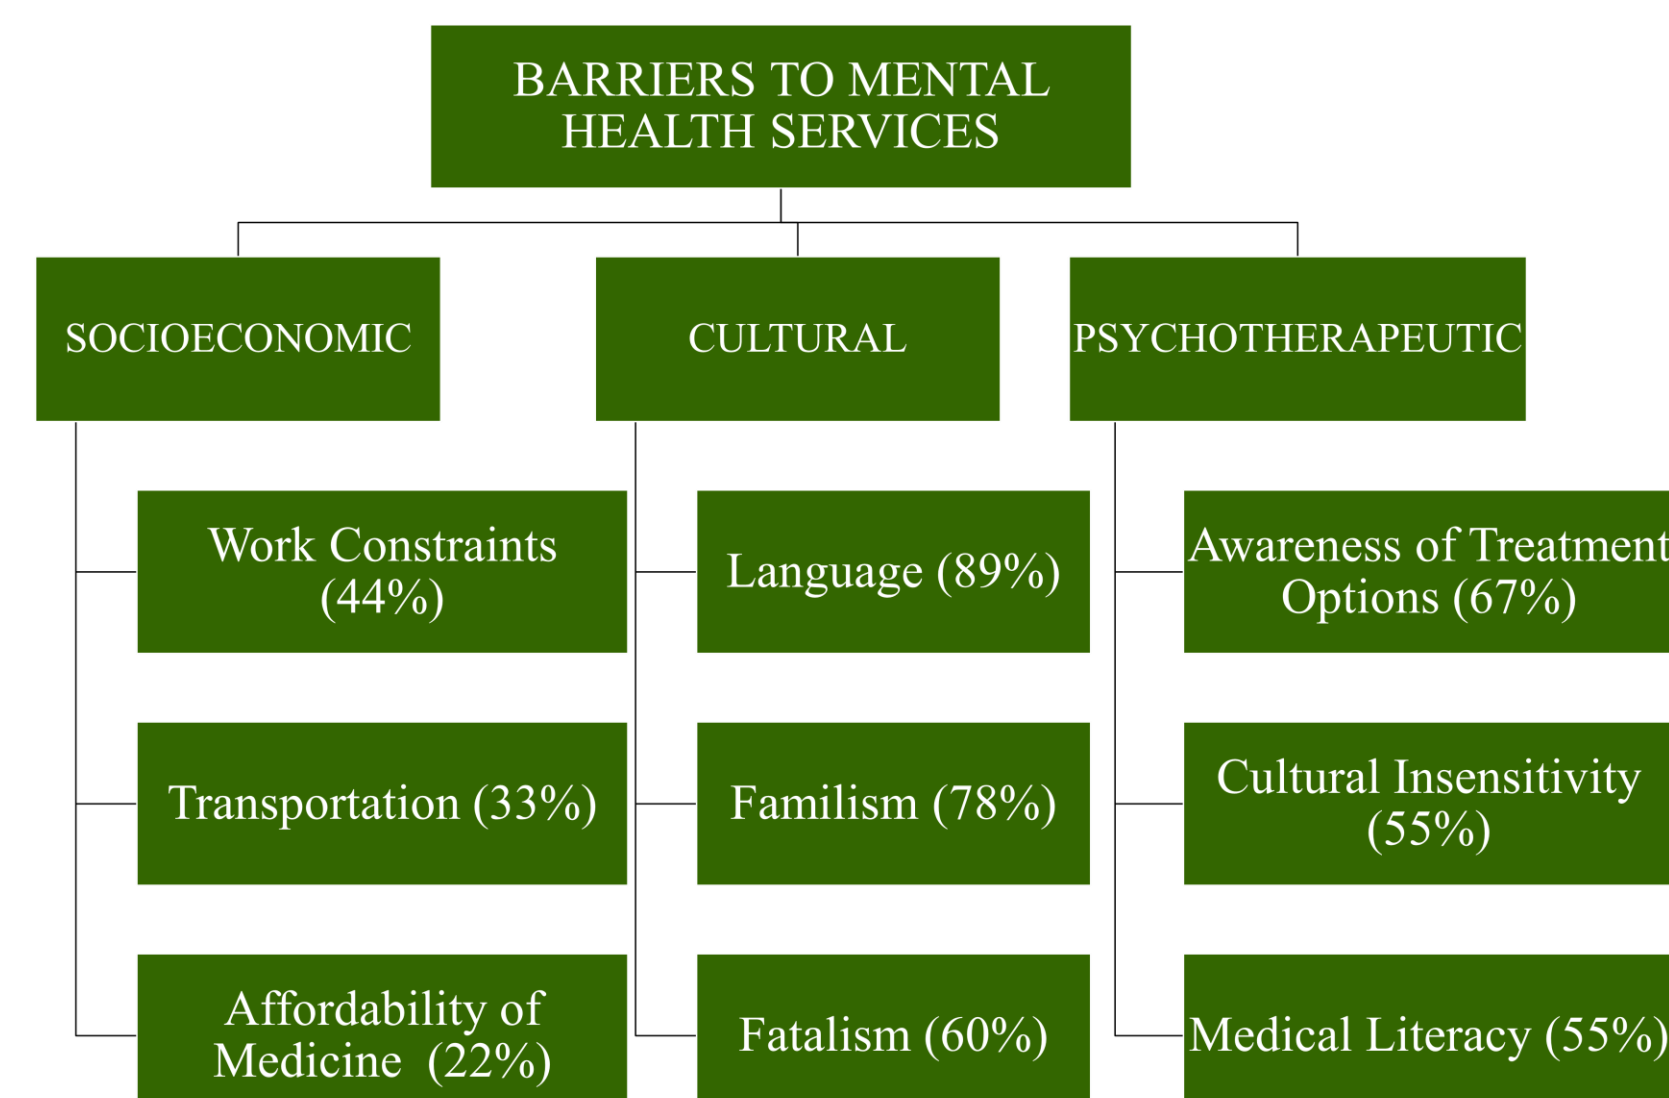 BARRIERS TO MENTAL
HEALTH SERVICES
SOCIOECONOMIC
CULTURAL
PSYCHOTHERAPEUTIC
Work Constraints
(44%)
Transportation (33%)
Affordability of
Medicine (22%)
Language (89%)
Familism (78%)
Fatalism (60%)
Awareness of Treatment
Options (67%)
Cultural Insensitivity
(55%)
Medical Literacy (55%)